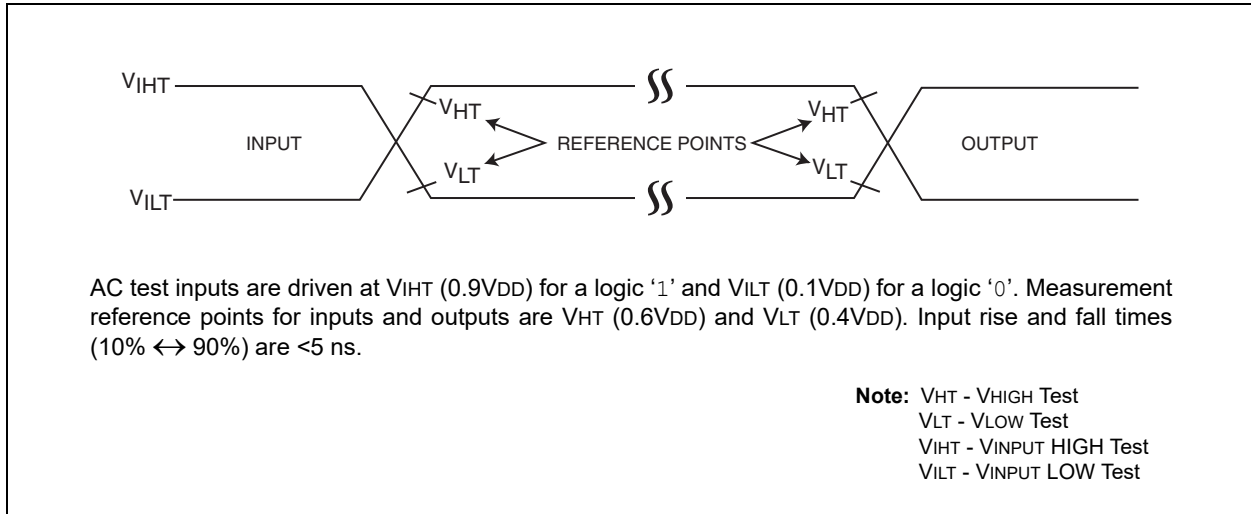 VIHT
VHT VHT
INPUT REFERENCE POINTS OUTPUT
VLT VLT
VILT
AC test inputs are driven at VIHT (0.9VDD) for a logic ‘1’ and VILT (0.1VDD) for a logic ‘0’. Measurement
reference points for inputs and outputs are VHT (0.6VDD) and VLT (0.4VDD). Input rise and fall times
(10% ↔ 90%) are <5 ns.
Note: VHT - VHIGH Test
VLT - VLOW Test
VIHT - VINPUT HIGH Test
VILT - VINPUT LOW Test